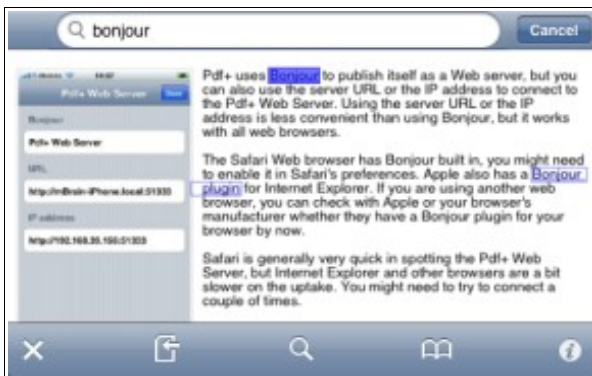 bonjour
Cancel
Pdf+ Web Server
Bonjour
Pdf+ Web Server
URL
http://mBrain-iPhone.local:51303
IP address
Pdf+ uses Bonjour to publish itself as a Web server, but you
can also use the server URL or the IP address to connect to
the Pdf+ Web Server. Using the server URL or the IP
address is less convenient than using Bonjour, but it works
with all web browsers.
The Safari Web browser has Bonjour built in, you might need
to enable it in Safari's preferences. Apple also has a Bonjour
plugin for Internet Explorer. If you are using another web
browser, you can check with Apple or your browser's
manufacturer whether they have a Bonjour plugin for your
browser by now.
Safari is generally very quick in spotting the Pdf+ Web
Server, but Internet Explorer and other browsers are a bit
slower on the uptake. You might need to try to connect a
couple of times.